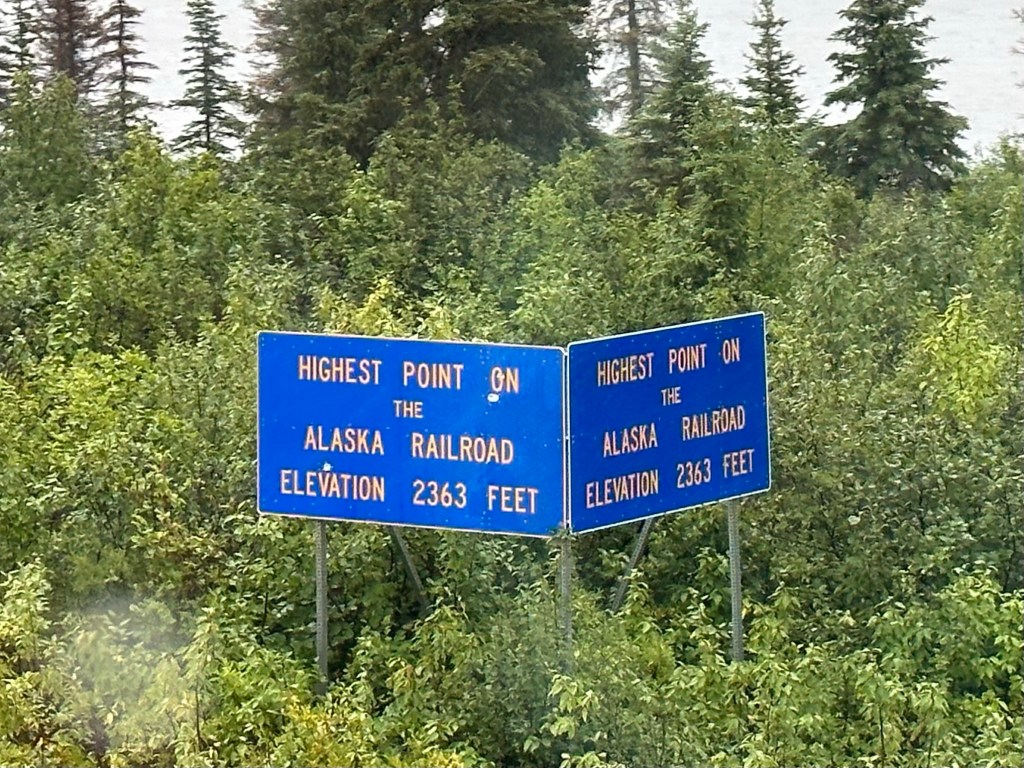 HIGHEST POINT ON
THE
ALASKA RAILROAD
ELEVATION 2363 FEET
HIGHEST POINT ON
THE
ALASKA RAILROAD
ELEVATION 2363 FEET